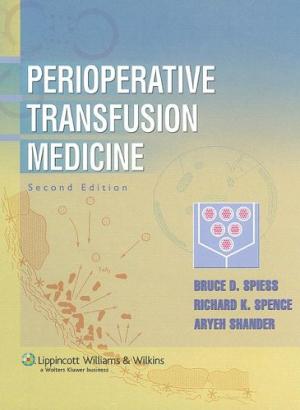 PERIOPERATIVE
TRANSFUSION
MEDICINE
Second Edition
BRUCE D. SPIESS
RICHARD K. SPENCE
ARYEH SHANDER
Lippincott Williams & Wilkins
a Wolters Kluwer business